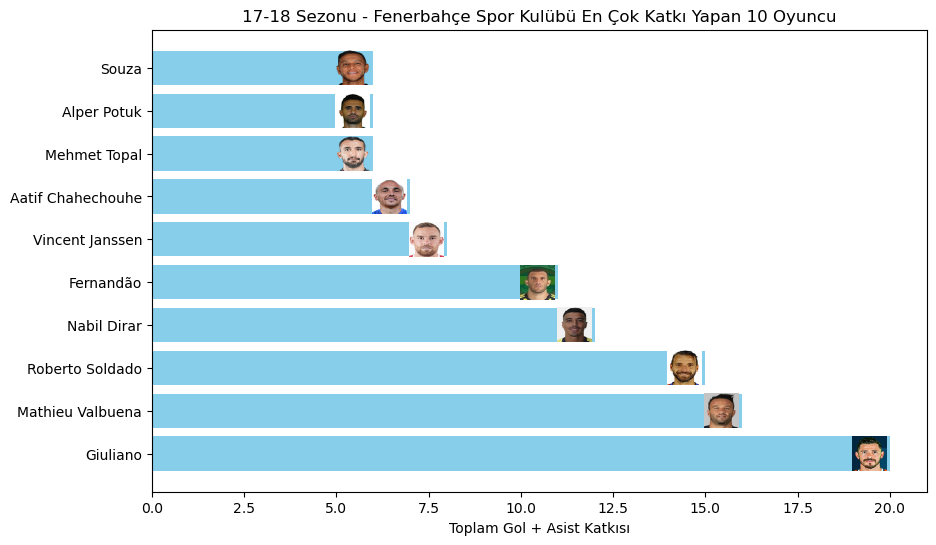 17-18 Sezonu - Fenerbahçe Spor Kulübü En Çok Katkı Yapan 10 Oyuncu
Souza
Alper Potuk
Mehmet Topal
Aatif Chahechouhe
Vincent Janssen
Fernandão
Nabil Dirar
Roberto Soldado
Mathieu Valbuena
Giuliano
0.0 2.5 5.0 7.5 10.0 12.5 15.0 17.5 20.0
Toplam Gol + Asist Katkısı